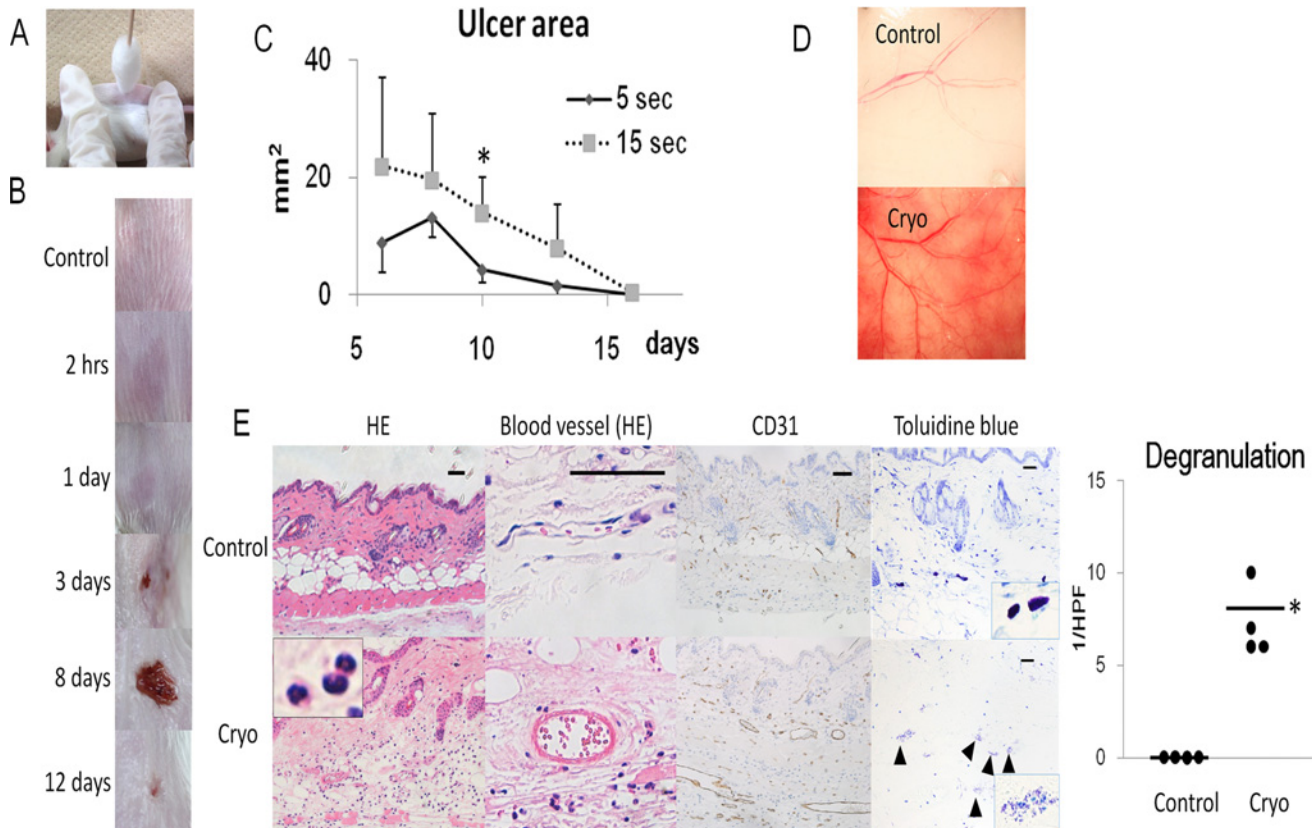 A
B
Control
2 hrs
1 day
3 days
8 days
12 days
C
Ulcer area
40
20
0
mm²
5
10
15
days
5 sec
15 sec
*
D
Control
Cryo
E
HE
Blood vessel (HE)
CD31
Toluidine blue
Control
Cryo
Degranulation
15
10
5
0
1/HPF
*
Control
Cryo